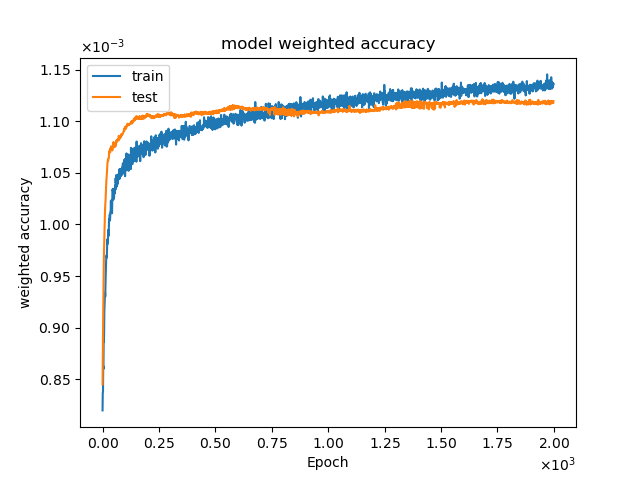 model weighted accuracy
×10⁻³
1.15
1.10
1.05
1.00
0.95
0.90
0.85
weighted accuracy
train
test
0.00 0.25 0.50 0.75 1.00 1.25 1.50 1.75 2.00
Epoch
×10³